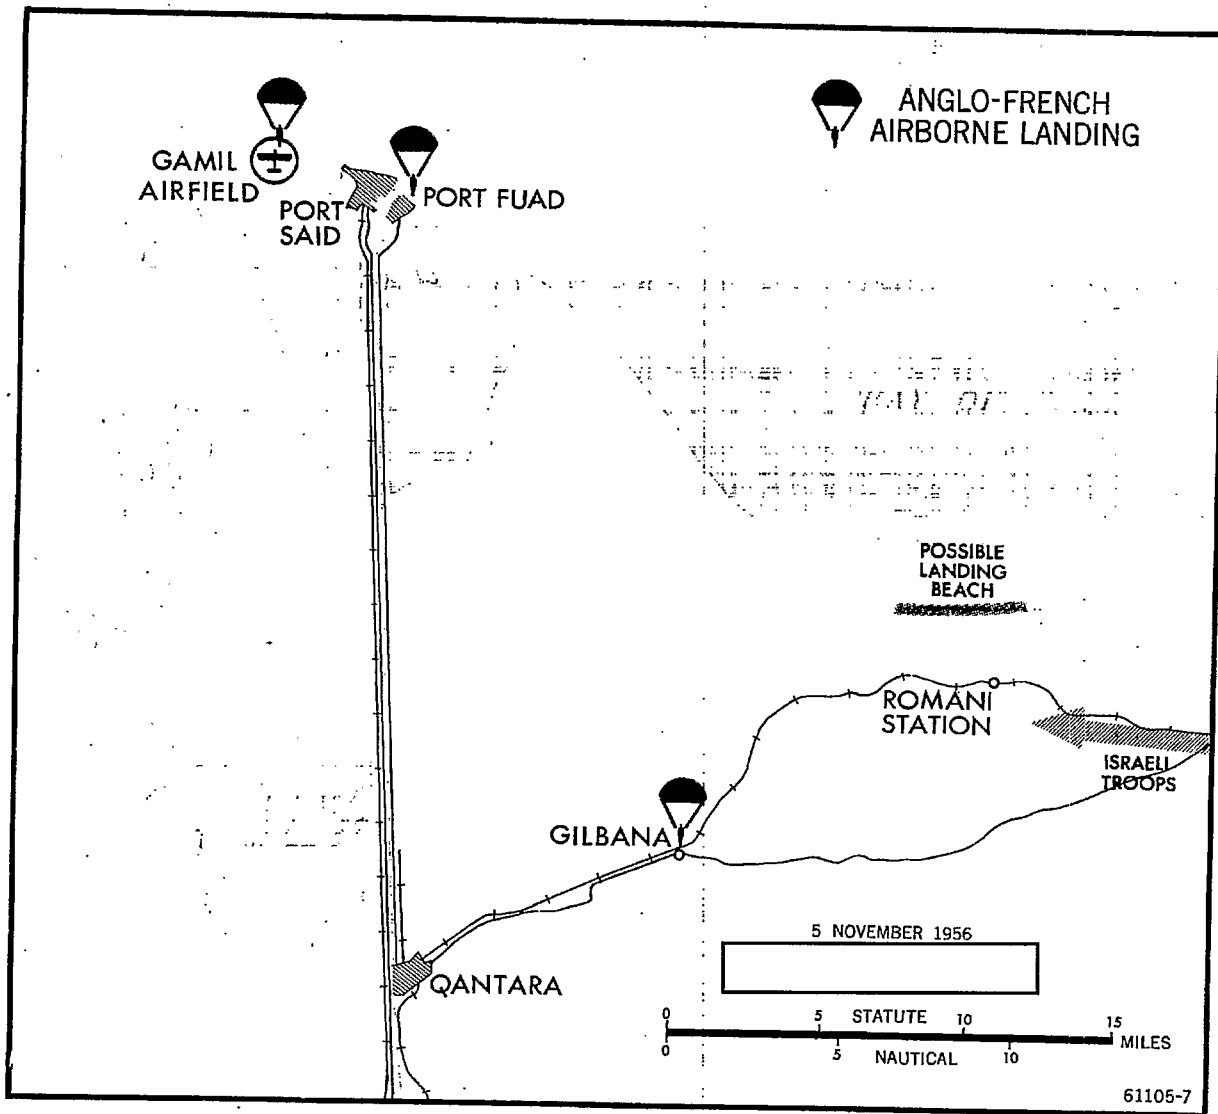 ANGLO-FRENCH
AIRBORNE LANDING
GAMIL
AIRFIELD
PORT
SAID
PORT FUAD
POSSIBLE
LANDING
BEACH
ROMANI
STATION
ISRAELI
TROOPS
GILBANA
QANTARA
5 NOVEMBER 1956
0 5 STATUTE 10 15
MILES
0 5 NAUTICAL 10
61105-7